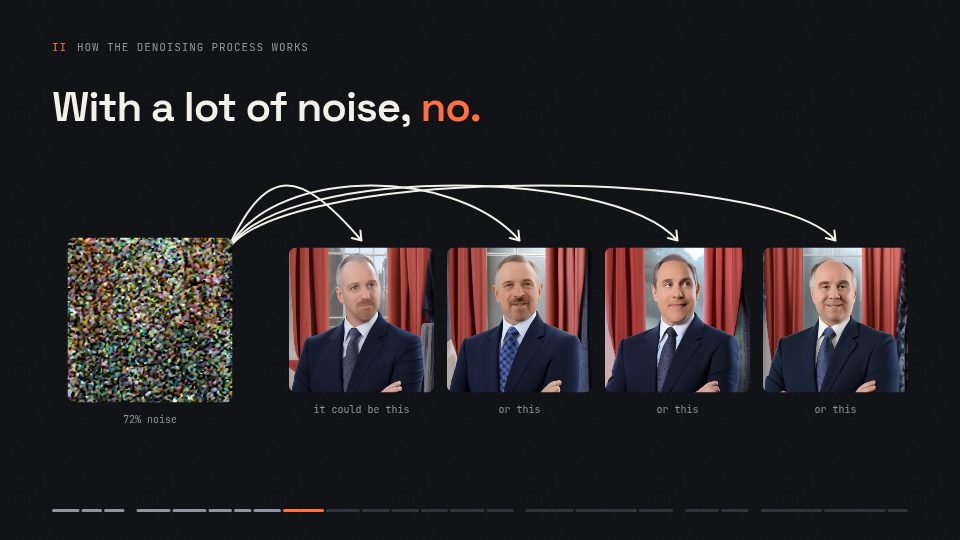 II HOW THE DENOISING PROCESS WORKS
With a lot of noise, no.
72% noise
it could be this
or this
or this
or this